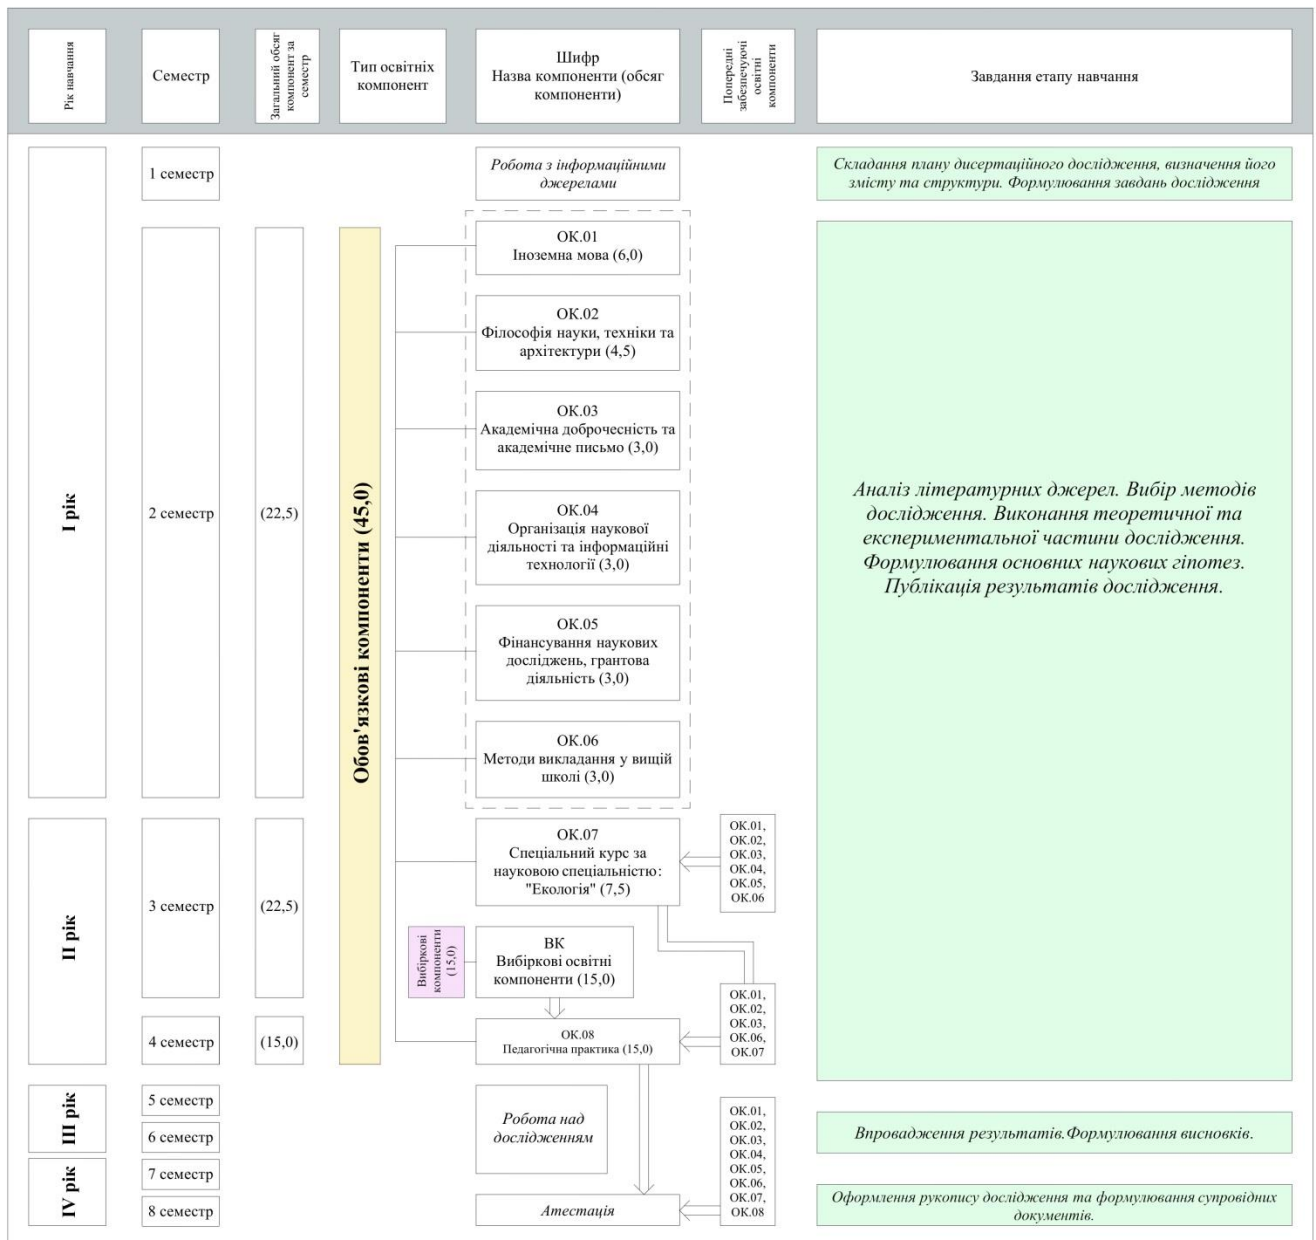 Рік навчання
Семестр
Загальний обсяг
компонент за
семестр
Тип освітніх
компонент
Шифр
Назва компоненти (обсяг
компоненти)
Попередні
забезпечуючі
освітні
компоненти
Завдання етапу навчання
І рік
1 семестр
Робота з інформаційними
джерелами
Складання плану дисертаційного дослідження, визначення його
змісту та структури. Формулювання завдань дослідження
2 семестр
(22,5)
Обов'язкові компоненти (45,0)
ОК.01
Іноземна мова (6,0)
ОК.02
Філософія науки, техніки та
архітектури (4,5)
ОК.03
Академічна доброчесність та
академічне письмо (3,0)
ОК.04
Організація наукової
діяльності та інформаційні
технології (3,0)
ОК.05
Фінансування наукових
досліджень, грантова
діяльність (3,0)
ОК.06
Методи викладання у вищій
школі (3,0)
Аналіз літературних джерел. Вибір методів
дослідження. Виконання теоретичної та
експериментальної частини дослідження.
Формулювання основних наукових гіпотез.
Публікація результатів дослідження.
ІІ рік
3 семестр
(22,5)
ОК.07
Спеціальний курс за
науковою спеціальністю:
"Екологія" (7,5)
ОК.01,
ОК.02,
ОК.03,
ОК.04,
ОК.05,
ОК.06
Вибіркові
компоненти
(15,0)
ВК
Вибіркові освітні
компоненти (15,0)
4 семестр
(15,0)
ОК.08
Педагогічна практика (15,0)
ОК.01,
ОК.02,
ОК.03,
ОК.06,
ОК.07
ІІІ рік
5 семестр
6 семестр
Робота над
дослідженням
Впровадження результатів.Формулювання висновків.
IV рік
7 семестр
8 семестр
Атестація
ОК.01,
ОК.02,
ОК.03,
ОК.04,
ОК.05,
ОК.06,
ОК.07,
ОК.08
Оформлення рукопису дослідження та формулювання супровідних
документів.